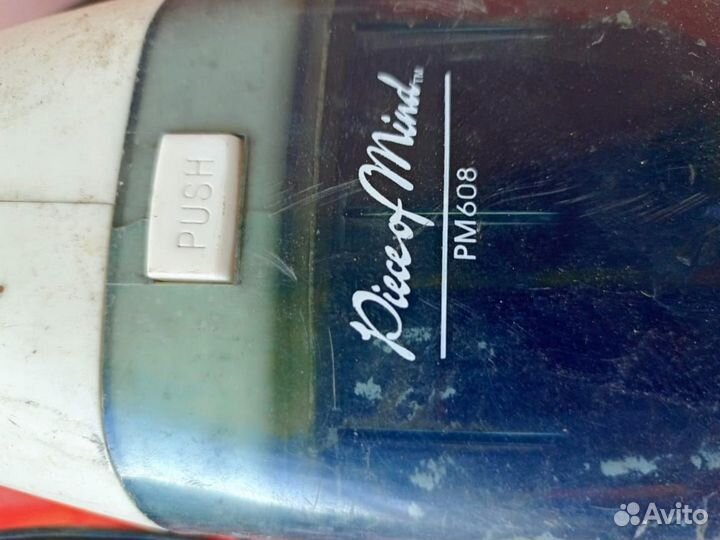 PUSH
Piece of Mind™
PM608
Avito